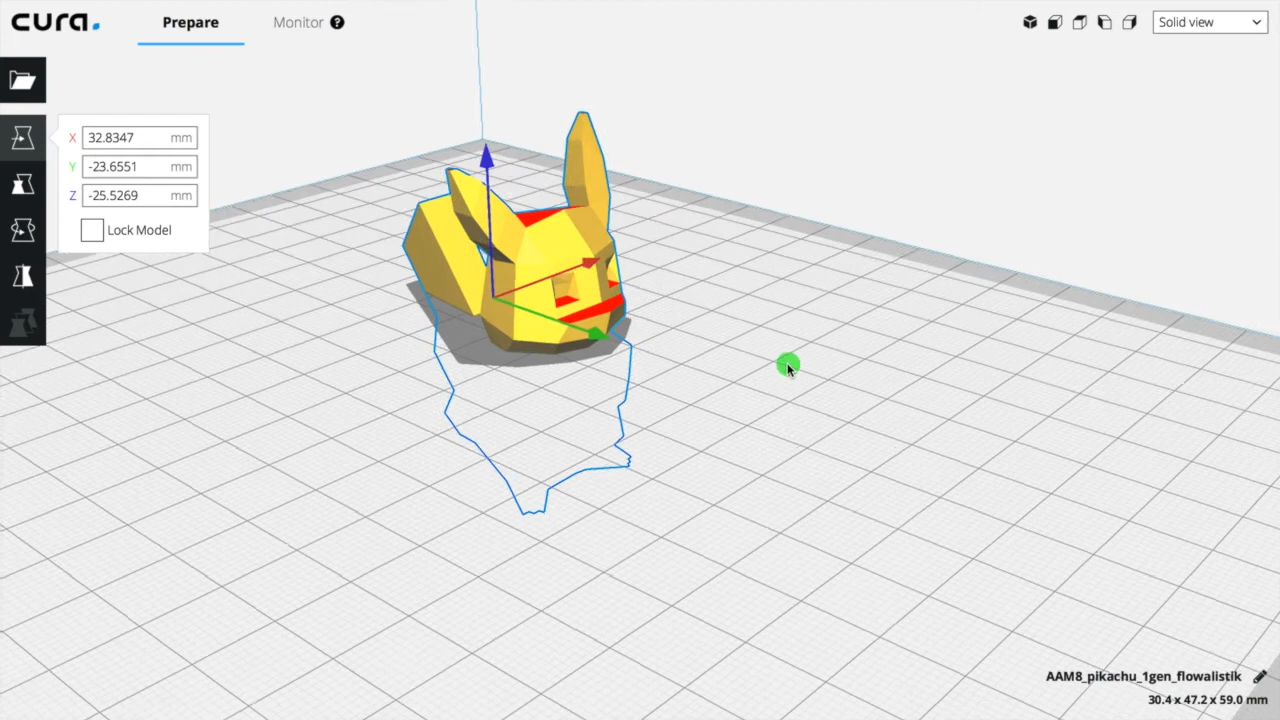 cura.
Prepare
Monitor ?
Solid view
X 32.8347 mm
Y -23.6551 mm
Z -25.5269 mm
Lock Model
AAM8_pikachu_1gen_flowalistik
30.4 x 47.2 x 59.0 mm